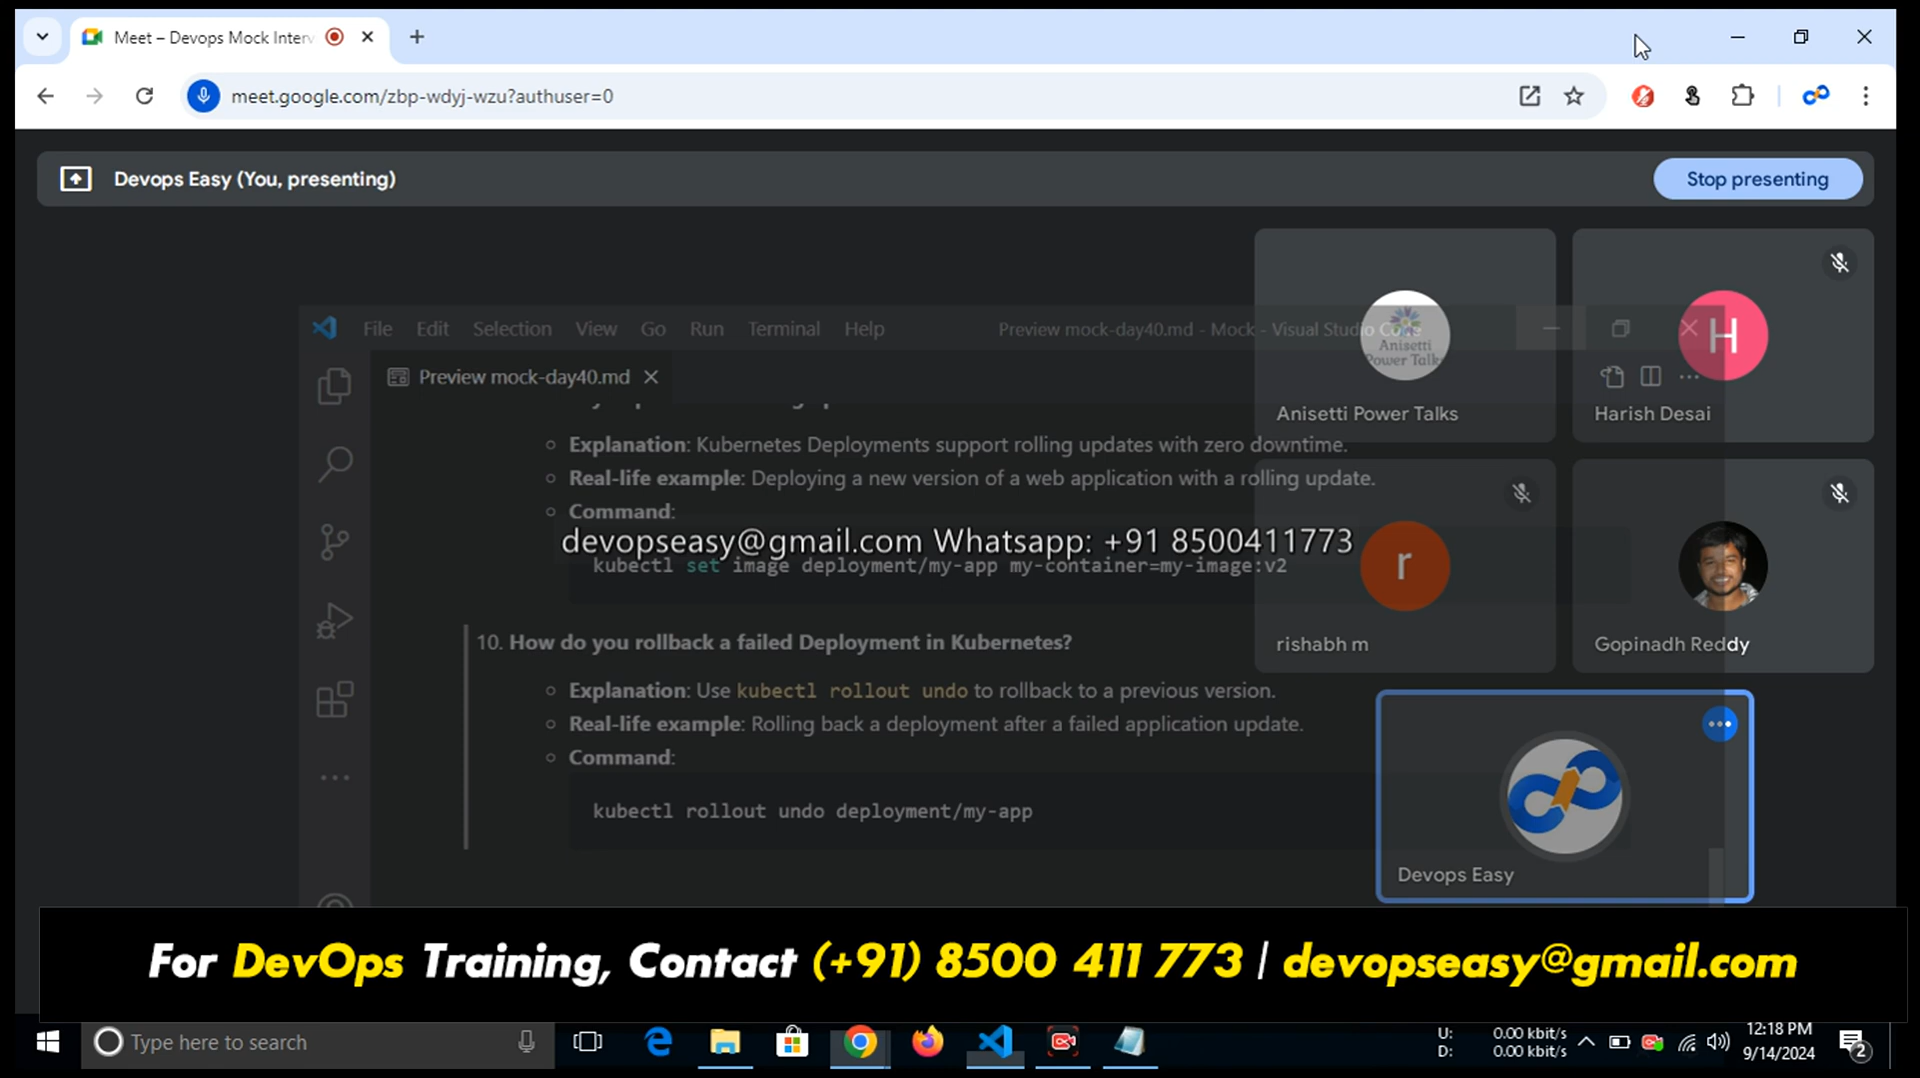 Meet – Devops Mock Interv
meet.google.com/zbp-wdyj-wzu?authuser=0
Devops Easy (You, presenting)
Stop presenting
File Edit Selection View Go Run Terminal Help
Preview mock-day40.md - Mock - Visual Studio Code
Anisetti
Power Talks
H
Preview mock-day40.md
Anisetti Power Talks
Harish Desai
Explanation: Kubernetes Deployments support rolling updates with zero downtime.
Real-life example: Deploying a new version of a web application with a rolling update.
Command:
devopseasy@gmail.com Whatsapp: +91 8500411773
kubectl set image deployment/my-app my-container=my-image:v2
r
rishabh m
Gopinadh Reddy
10. How do you rollback a failed Deployment in Kubernetes?
Explanation: Use kubectl rollout undo to rollback to a previous version.
Real-life example: Rolling back a deployment after a failed application update.
Command:
kubectl rollout undo deployment/my-app
Devops Easy
For DevOps Training, Contact (+91) 8500 411 773 | devopseasy@gmail.com
Type here to search
U: 0.00 kbit/s
D: 0.00 kbit/s
12:18 PM
9/14/2024
2